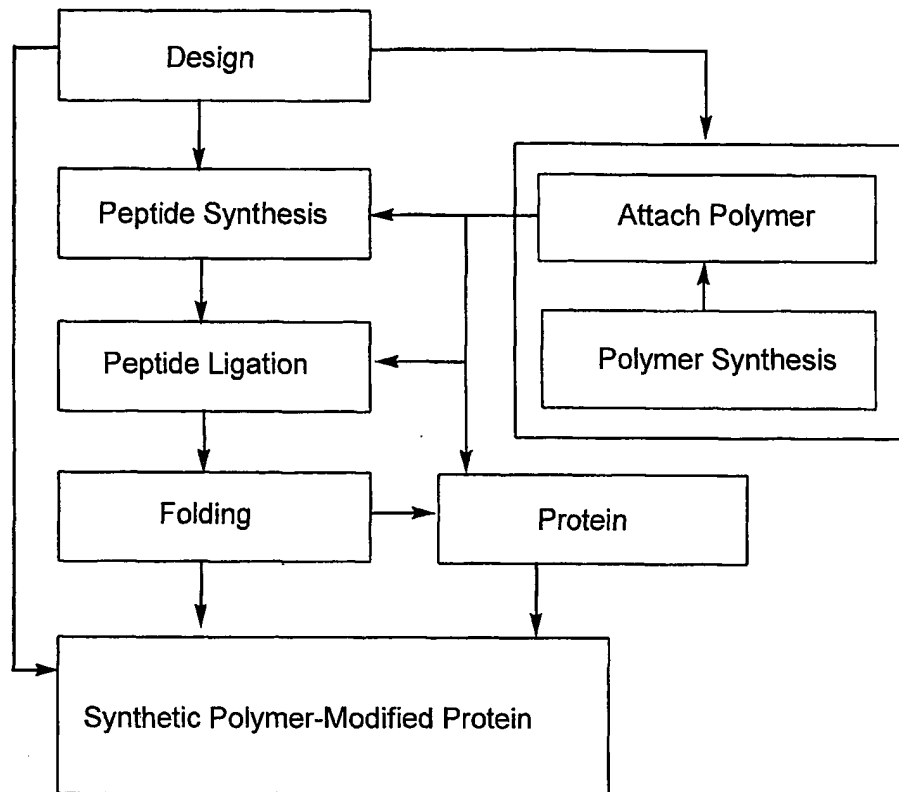 Design
Peptide Synthesis
Attach Polymer
Peptide Ligation
Polymer Synthesis
Folding
Protein
Synthetic Polymer-Modified Protein